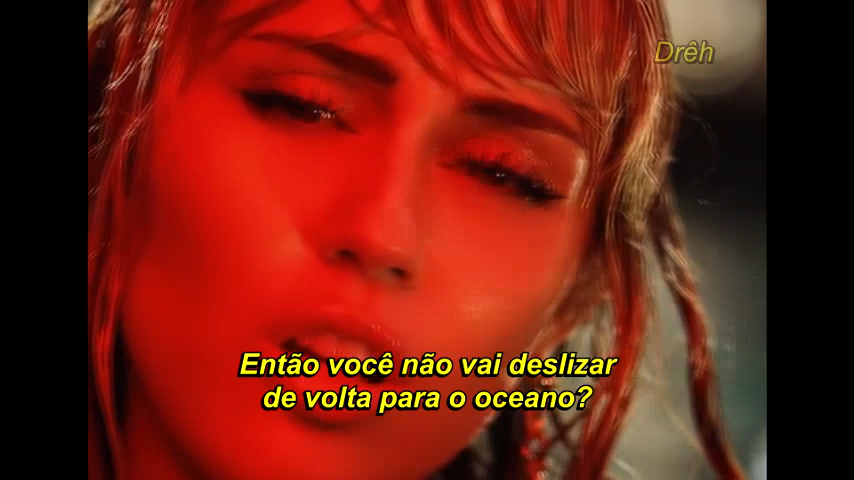 Drêh
Então você não vai deslizar
de volta para o oceano?